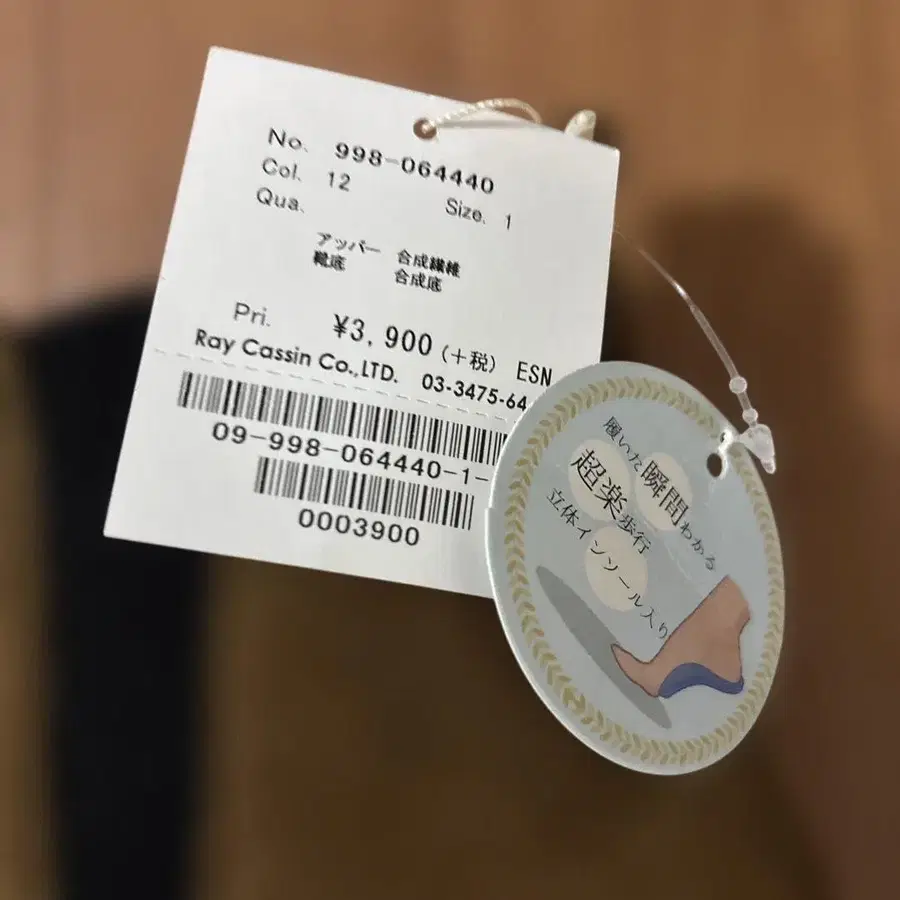 No. 998-064440
Col. 12 Size. 1
Qua.
アッパー 合成繊維
靴底 合成底
Pri. ¥3,900(+税) ESN
Ray Cassin Co.,LTD. 03-3475-64
09-998-064440-1-
0003900
履いた瞬間わかる
超楽歩行
立体インソール入り